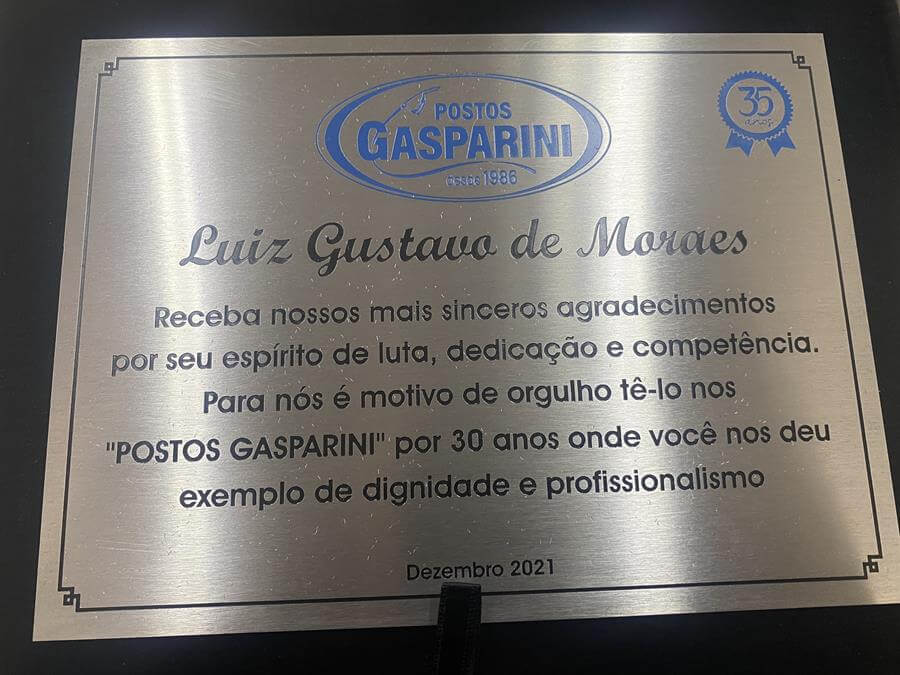 POSTOS
GASPARINI
DESDE 1986
35
anos
Luiz Gustavo de Moraes
Receba nossos mais sinceros agradecimentos
por seu espírito de luta, dedicação e competência.
Para nós é motivo de orgulho tê-lo nos
"POSTOS GASPARINI" por 30 anos onde você nos deu
exemplo de dignidade e profissionalismo
Dezembro 2021